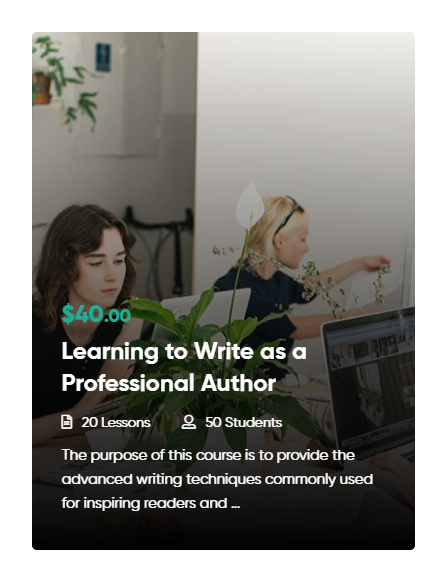 $40.00
Learning to Write as a
Professional Author
20 Lessons 50 Students
The purpose of this course is to provide the
advanced writing techniques commonly used
for inspiring readers and ...